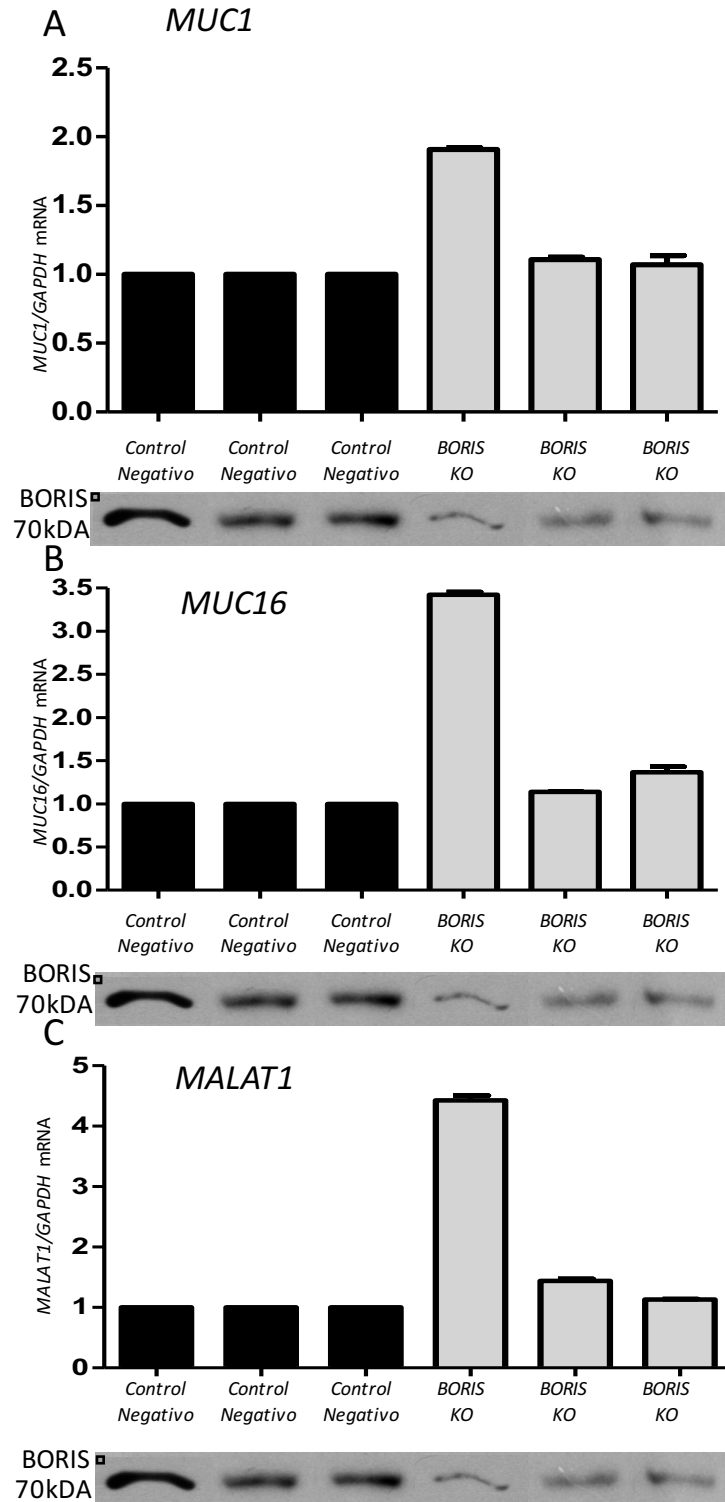 A
MUC1
2.5
2.0
1.5
1.0
0.5
0.0
MUC1/GAPDH mRNA
Control Control Control BORIS BORIS BORIS
Negativo Negativo Negativo KO KO KO
BORIS
70kDA
B
MUC16
3.5
3.0
2.5
2.0
1.5
1.0
0.5
0.0
MUC16/GAPDH mRNA
Control Control Control BORIS BORIS BORIS
Negativo Negativo Negativo KO KO KO
BORIS
70kDA
C
MALAT1
5
4
3
2
1
0
MALAT1/GAPDH mRNA
Control Control Control BORIS BORIS BORIS
Negativo Negativo Negativo KO KO KO
BORIS
70kDA